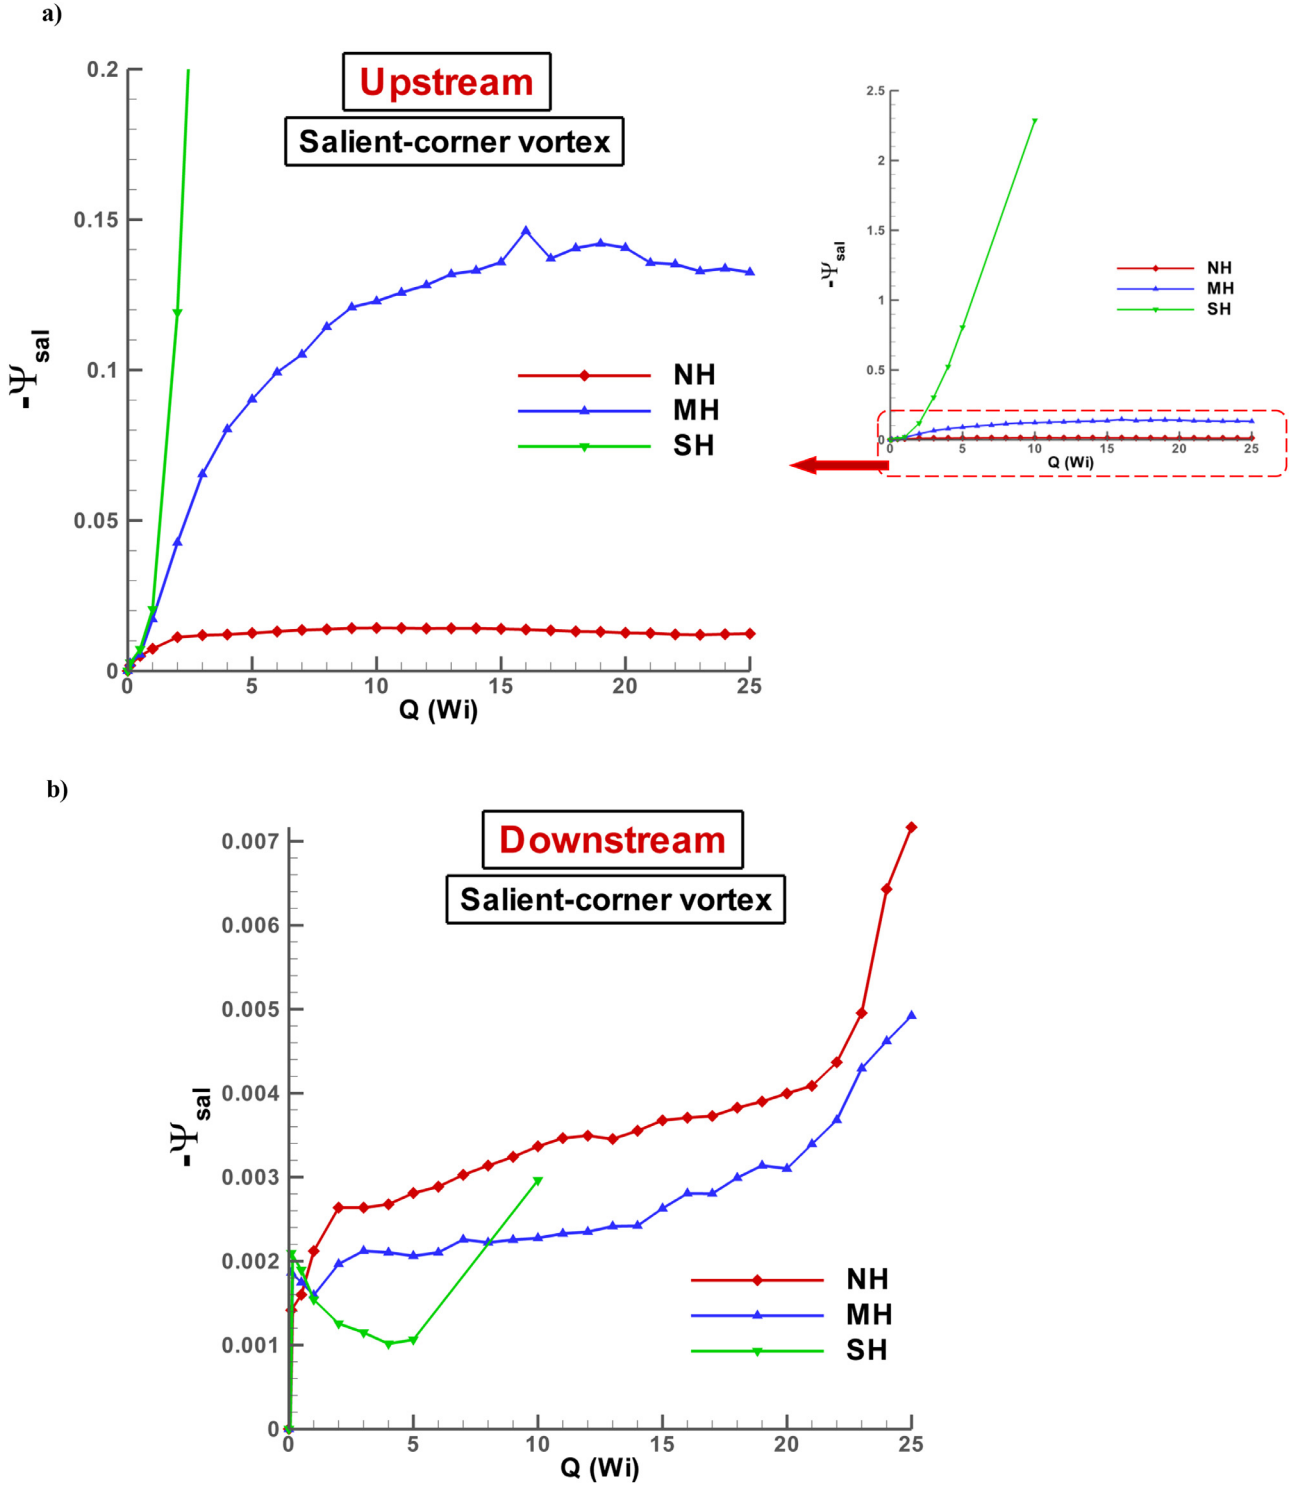 a)
Upstream
Salient-corner vortex
0.2
0.15
0.1
0.05
0
-Ψsal
NH
MH
SH
0 5 10 15 20 25
Q (Wi)
2.5
2
1.5
1
0.5
0
-Ψsal
NH
MH
SH
0 5 10 15 20 25
Q (Wi)
b)
Downstream
Salient-corner vortex
0.007
0.006
0.005
0.004
0.003
0.002
0.001
0
-Ψsal
NH
MH
SH
0 5 10 15 20 25
Q (Wi)